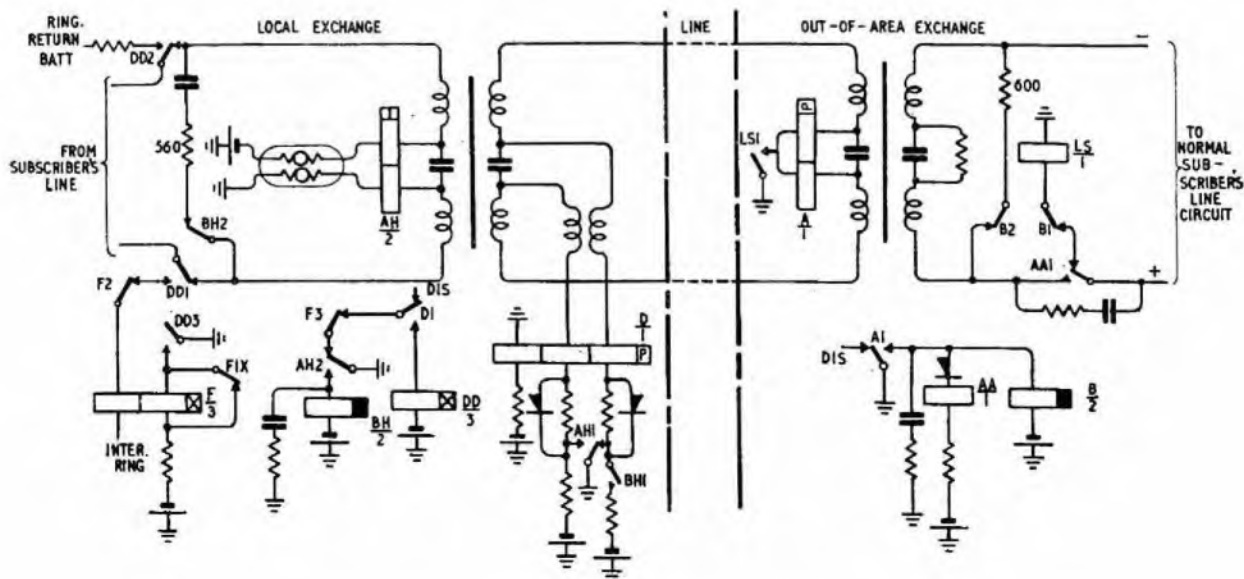 RING.
RETURN
BATT
DD2
LOCAL EXCHANGE
LINE
OUT-OF-AREA EXCHANGE
−
FROM
SUBSCRIBER'S
LINE
560
BH2
AH
2
LS1
P
A
1
600
LS
1
B2
B1
AA1
+
TO
NORMAL
SUB-
SCRIBER'S
LINE CIRCUIT
F2
DD1
DD3
F1X
F
3
INTER.
RING
F3
DIS
D1
AH2
BH
2
DD
3
D
1
P
AH1
BH1
DIS
A1
AA
1
B
2